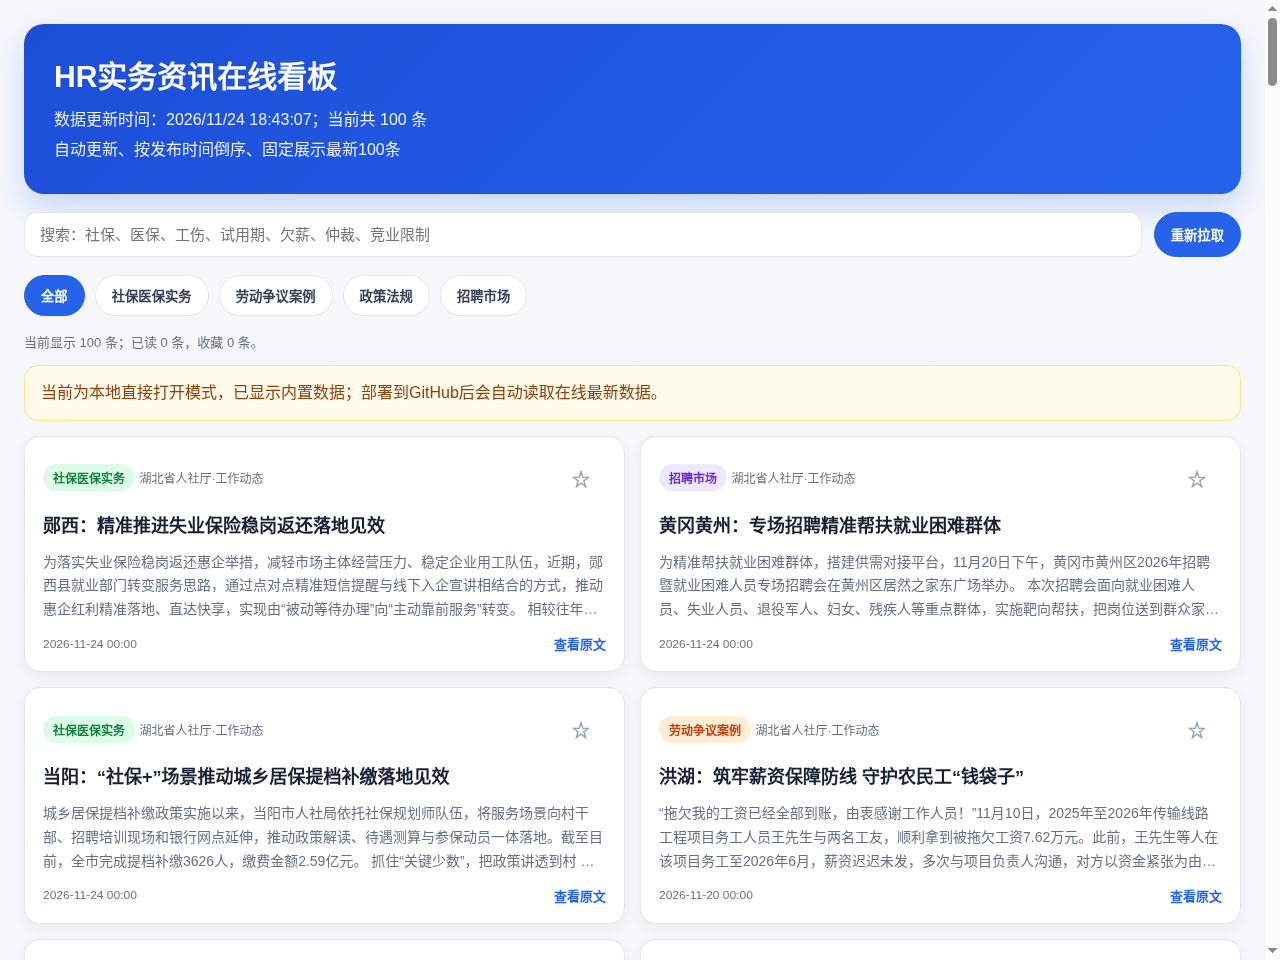 HR实务资讯在线看板
数据更新时间：2026/11/24 18:43:07；当前共 100 条
自动更新、按发布时间倒序、固定展示最新100条
搜索：社保、医保、工伤、试用期、欠薪、仲裁、竞业限制
重新拉取
全部
社保医保实务
劳动争议案例
政策法规
招聘市场
当前显示 100 条；已读 0 条，收藏 0 条。
当前为本地直接打开模式，已显示内置数据；部署到GitHub后会自动读取在线最新数据。
社保医保实务 湖北省人社厅·工作动态 ☆
郧西：精准推进失业保险稳岗返还落地见效
为落实失业保险稳岗返还惠企举措，减轻市场主体经营压力、稳定企业用工队伍，近期，郧
西县就业部门转变服务思路，通过点对点精准短信提醒与线下入企宣讲相结合的方式，推动
惠企红利精准落地、直达快享，实现由“被动等待办理”向“主动靠前服务”转变。 相较往年…
2026-11-24 00:00 查看原文
招聘市场 湖北省人社厅·工作动态 ☆
黄冈黄州：专场招聘精准帮扶就业困难群体
为精准帮扶就业困难群体，搭建供需对接平台，11月20日下午，黄冈市黄州区2026年招聘
暨就业困难人员专场招聘会在黄州区居然之家东广场举办。 本次招聘会面向就业困难人
员、失业人员、退役军人、妇女、残疾人等重点群体，实施靶向帮扶，把岗位送到群众家…
2026-11-24 00:00 查看原文
社保医保实务 湖北省人社厅·工作动态 ☆
当阳：“社保+”场景推动城乡居保提档补缴落地见效
城乡居保提档补缴政策实施以来，当阳市人社局依托社保规划师队伍，将服务场景向村干
部、招聘培训现场和银行网点延伸，推动政策解读、待遇测算与参保动员一体落地。截至目
前，全市完成提档补缴3626人，缴费金额2.59亿元。 抓住“关键少数”，把政策讲透到村 …
2026-11-24 00:00 查看原文
劳动争议案例 湖北省人社厅·工作动态 ☆
洪湖：筑牢薪资保障防线 守护农民工“钱袋子”
“拖欠我的工资已经全部到账，由衷感谢工作人员！”11月10日，2025年至2026年传输线路
工程项目务工人员王先生与两名工友，顺利拿到被拖欠工资7.62万元。此前，王先生等人在
该项目务工至2026年6月，薪资迟迟未发，多次与项目负责人沟通，对方以资金紧张为由…
2026-11-20 00:00 查看原文